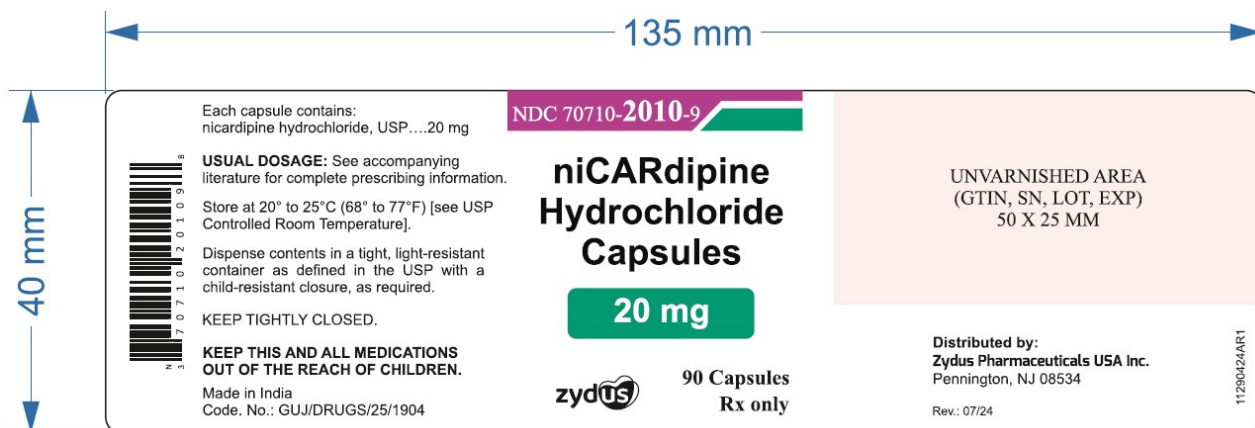 135 mm
40 mm
Each capsule contains:
nicardipine hydrochloride, USP....20 mg
USUAL DOSAGE: See accompanying
literature for complete prescribing information.
Store at 20° to 25°C (68° to 77°F) [see USP
Controlled Room Temperature].
Dispense contents in a tight, light-resistant
container as defined in the USP with a
child-resistant closure, as required.
KEEP TIGHTLY CLOSED.
KEEP THIS AND ALL MEDICATIONS
OUT OF THE REACH OF CHILDREN.
Made in India
Code. No.: GUJ/DRUGS/25/1904
N 3 70710 20109 8
NDC 70710-2010-9
niCARdipine
Hydrochloride
Capsules
20 mg
zydus
90 Capsules
Rx only
UNVARNISHED AREA
(GTIN, SN, LOT, EXP)
50 X 25 MM
Distributed by:
Zydus Pharmaceuticals USA Inc.
Pennington, NJ 08534
Rev.: 07/24
11290424AR1